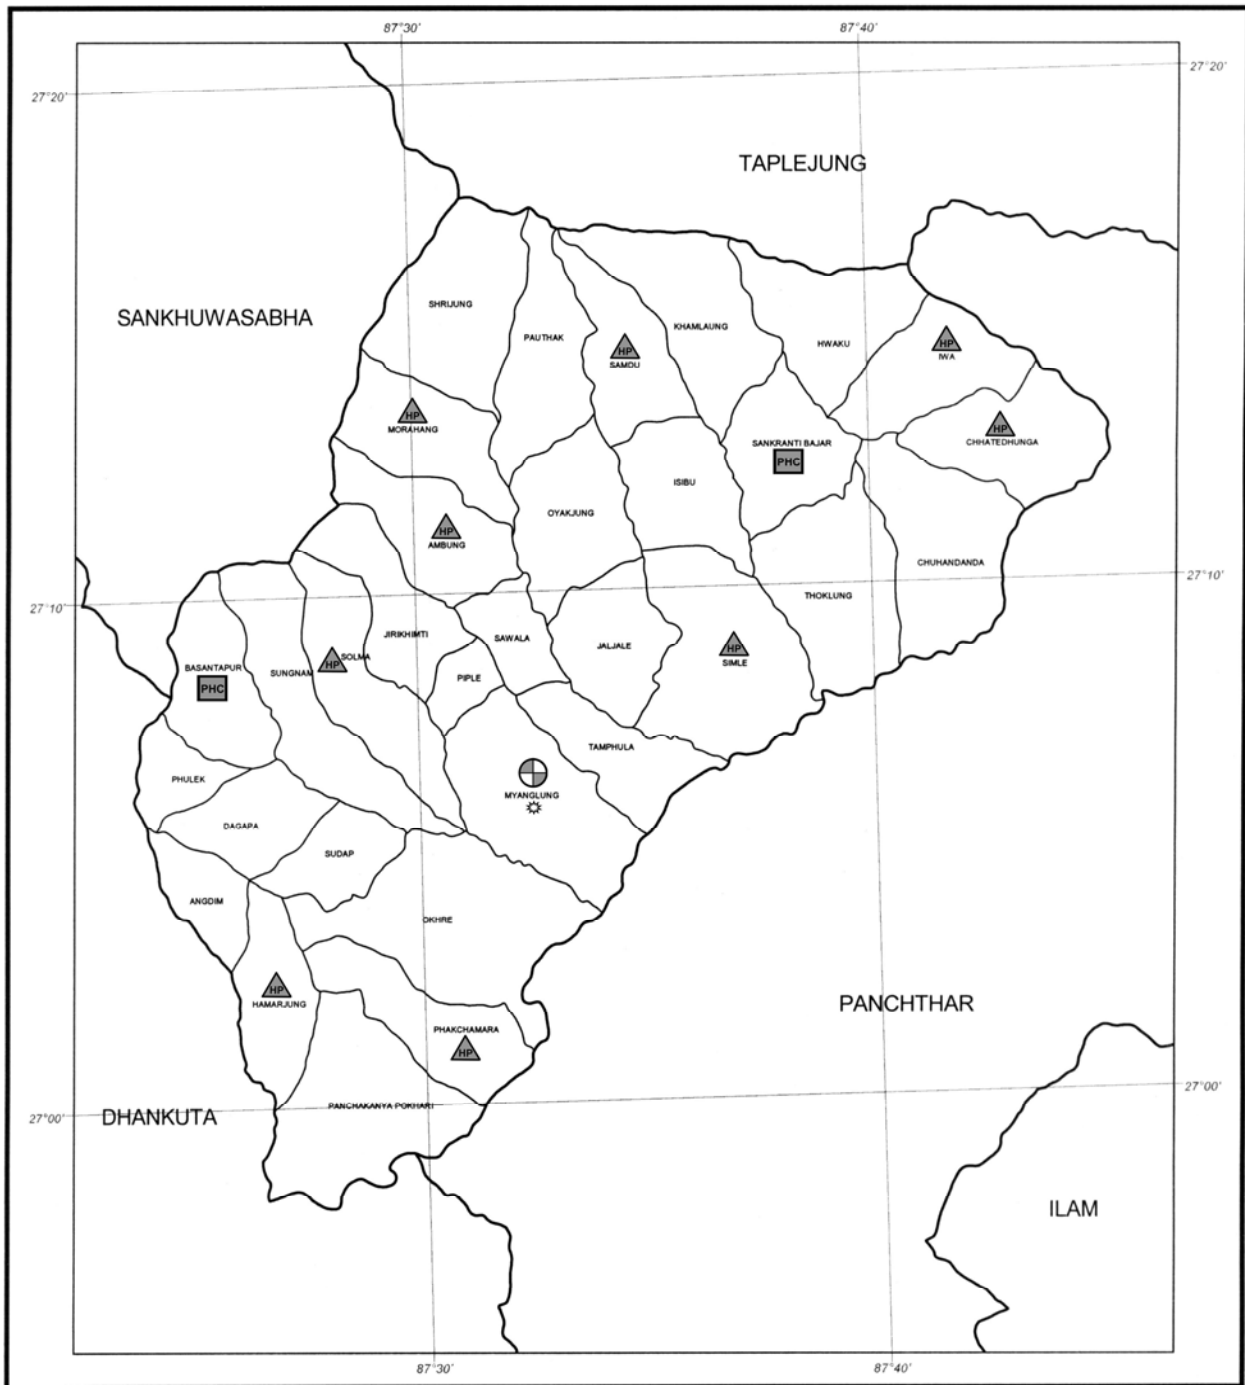 87°30'
87°40'
27°20'
27°20'
TAPLEJUNG
SANKHUWASABHA
SHRIJUNG
PAUTHAK
KHAMLAUNG
HWAKU
HP
SAMDU
HP
IWA
HP
MORAHANG
HP
CHHATEDHUNGA
SANKRANTI BAJAR
PHC
ISIBU
OYAKJUNG
HP
AMBUNG
CHUHANDANDA
27°10'
27°10'
THOKLUNG
JIRIKHIMTI
SAWALA
JALJALE
HP
SIMLE
HP
SOLMA
BASANTAPUR
PHC
SUNGNAM
PIPLE
TAMPHULA
PHULEK
MYANGLUNG
DAGAPA
SUDAP
ANGDIM
OKHRE
HP
HAMARJUNG
PANCHTHAR
PHAKCHAMARA
HP
27°00'
27°00'
PANCHAKANYA POKHARI
DHANKUTA
ILAM
87°30'
87°40'